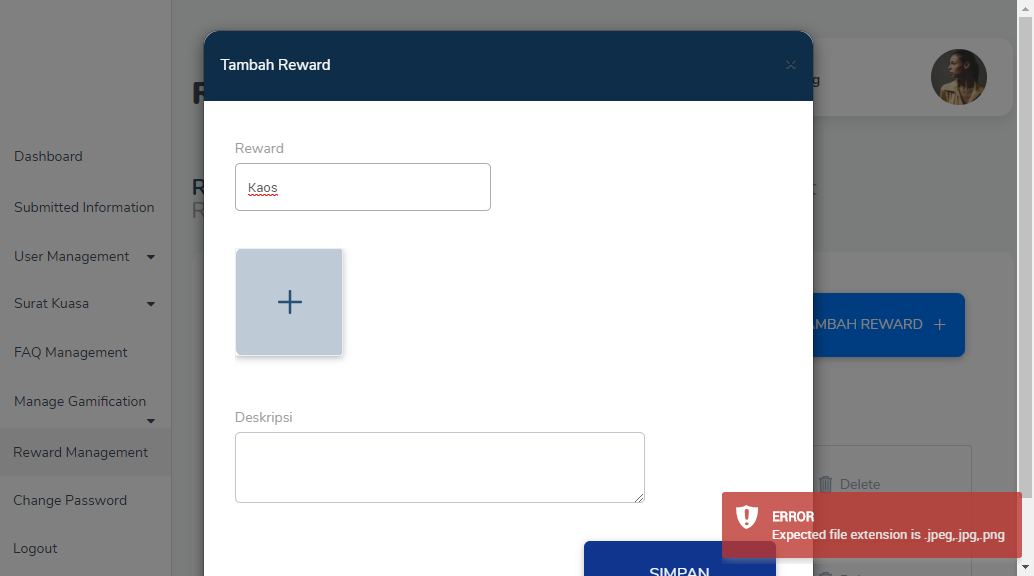 Tambah Reward
Reward
Kaos
Dashboard
Submitted Information
User Management
Surat Kuasa
FAQ Management
AMBAH REWARD
Manage Gamification
Deskripsi
Reward Management
Delete
Change Password
ERROR
Expected file extension is .jpeg,.jpg,.png
Logout
SIMPAN